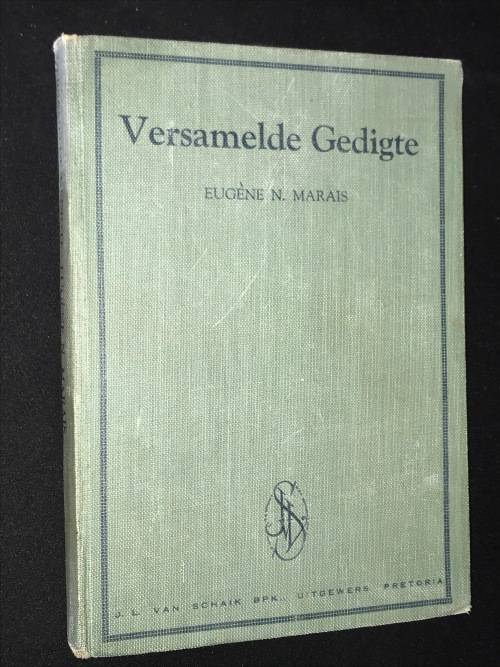 Versamelde Gedigte
EUGÈNE N. MARAIS
J. L. VAN SCHAIK BPK., UITGEWERS, PRETORIA